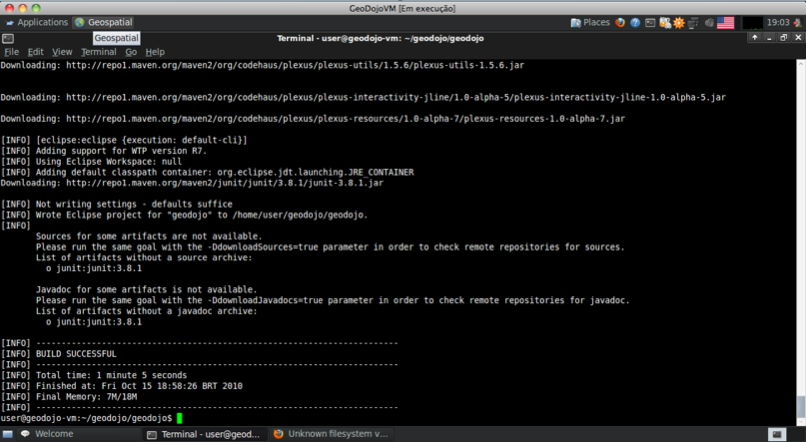 GeoDojoVM [Em execução]
Applications Geospatial Places 19:03
Geospatial
Terminal - user@geodojo-vm: ~/geodojo/geodojo
File Edit View Terminal Go Help
Downloading: http://repo1.maven.org/maven2/org/codehaus/plexus/plexus-utils/1.5.6/plexus-utils-1.5.6.jar
Downloading: http://repo1.maven.org/maven2/org/codehaus/plexus/plexus-interactivity-jline/1.0-alpha-5/plexus-interactivity-jline-1.0-alpha-5.jar
Downloading: http://repo1.maven.org/maven2/org/codehaus/plexus/plexus-resources/1.0-alpha-7/plexus-resources-1.0-alpha-7.jar
[INFO] [eclipse:eclipse {execution: default-cli}]
[INFO] Adding support for WTP version R7.
[INFO] Using Eclipse Workspace: null
[INFO] Adding default classpath container: org.eclipse.jdt.launching.JRE_CONTAINER
Downloading: http://repo1.maven.org/maven2/junit/junit/3.8.1/junit-3.8.1.jar
[INFO] Not writing settings - defaults suffice
[INFO] Wrote Eclipse project for "geodojo" to /home/user/geodojo/geodojo.
[INFO]
Sources for some artifacts are not available.
Please run the same goal with the -DdownloadSources=true parameter in order to check remote repositories for sources.
List of artifacts without a source archive:
o junit:junit:3.8.1
Javadoc for some artifacts is not available.
Please run the same goal with the -DdownloadJavadocs=true parameter in order to check remote repositories for javadoc.
List of artifacts without a javadoc archive:
o junit:junit:3.8.1
[INFO] ------------------------------------------------------------------------
[INFO] BUILD SUCCESSFUL
[INFO] ------------------------------------------------------------------------
[INFO] Total time: 1 minute 5 seconds
[INFO] Finished at: Fri Oct 15 18:58:26 BRT 2010
[INFO] Final Memory: 7M/18M
[INFO] ------------------------------------------------------------------------
user@geodojo-vm:~/geodojo/geodojo$
Welcome Terminal - user@geod... Unknown filesystem v...